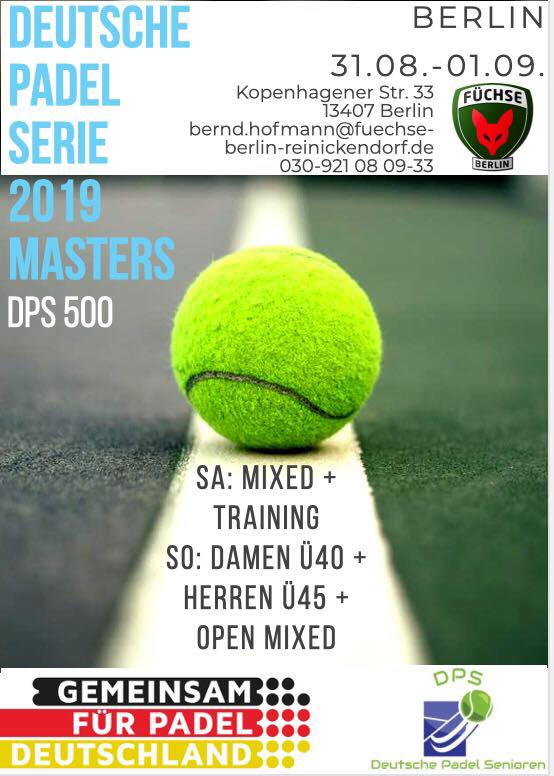 DEUTSCHE
PADEL
SERIE
2019
MASTERS
DPS 500
BERLIN
31.08.-01.09.
Kopenhagener Str. 33
13407 Berlin
bernd.hofmann@fuechse-
berlin-reinickendorf.de
030-921 08 09-33
FÜCHSE
BERLIN
SA: MIXED +
TRAINING
SO: DAMEN Ü40 +
HERREN Ü45 +
OPEN MIXED
GEMEINSAM
FÜR PADEL
DEUTSCHLAND
DPS
Deutsche Padel Senioren